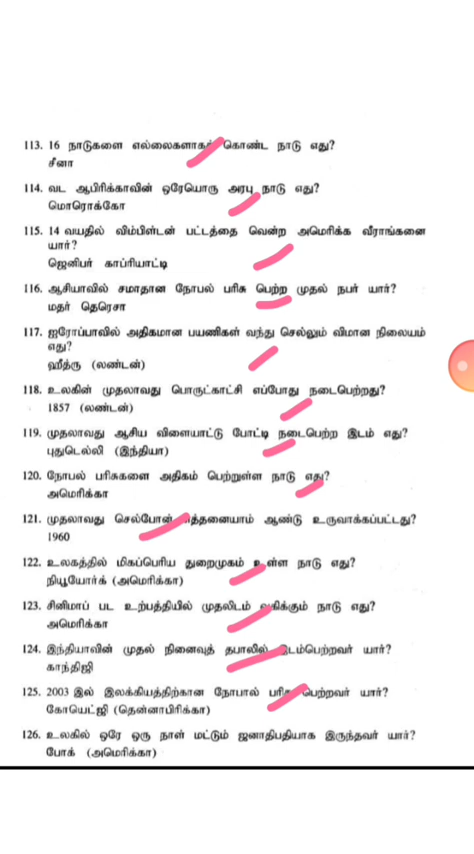 113. 16 நாடுகளை எல்லைகளாகக் கொண்ட நாடு எது?
சீனா
114. வட ஆபிரிக்காவின் ஒரேயொரு அரபு நாடு எது?
மொரொக்கோ
115. 14 வயதில் விம்பிள்டன் பட்டத்தை வென்ற அமெரிக்க வீராங்கனை
யார்?
ஜெனிபர் காப்ரியாட்டி
116. ஆசியாவில் சமாதான நோபல் பரிசு பெற்ற முதல் நபர் யார்?
மதர் தெரெசா
117. ஐரோப்பாவில் அதிகமான பயணிகள் வந்து செல்லும் விமான நிலையம்
எது?
ஹீத்ரு (லண்டன்)
118. உலகின் முதலாவது பொருட்காட்சி எப்போது நடைபெற்றது?
1857 (லண்டன்)
119. முதலாவது ஆசிய விளையாட்டு போட்டி நடைபெற்ற இடம் எது?
புதுடெல்லி (இந்தியா)
120. நோபல் பரிசுகளை அதிகம் பெற்றுள்ள நாடு எது?
அமெரிக்கா
121. முதலாவது செல்போன் எத்தனையாம் ஆண்டு உருவாக்கப்பட்டது?
1960
122. உலகத்தில் மிகப்பெரிய துறைமுகம் உள்ள நாடு எது?
நியூயோர்க் (அமெரிக்கா)
123. சினிமாப் பட உற்பத்தியில் முதலிடம் வகிக்கும் நாடு எது?
அமெரிக்கா
124. இந்தியாவின் முதல் நினைவுத் தபாலில் இடம்பெற்றவர் யார்?
காந்திஜி
125. 2003 இல் இலக்கியத்திற்கான நோபால் பரிசு பெற்றவர் யார்?
கோயெட்ஜி (தென்னாபிரிக்கா)
126. உலகில் ஒரே ஒரு நாள் மட்டும் ஜனாதிபதியாக இருந்தவர் யார்?
போக் (அமெரிக்கா)